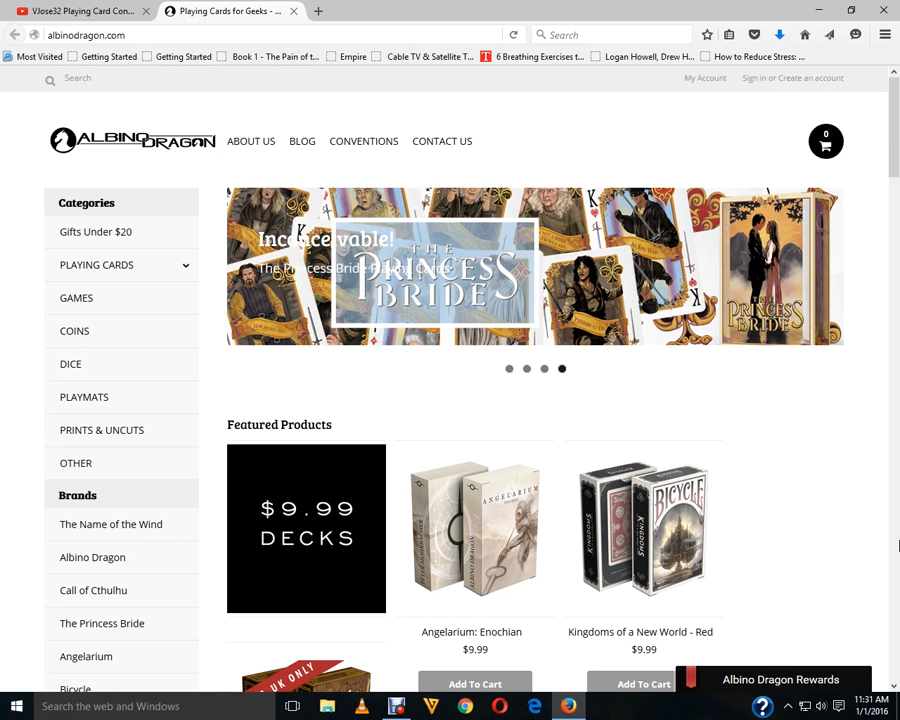 VJose32 Playing Card Con...
Playing Cards for Geeks - ...
albinodragon.com
Search
Most Visited
Getting Started
Getting Started
Book 1 - The Pain of t...
Empire
Cable TV & Satellite T...
6 Breathing Exercises t...
Logan Howell, Drew H...
How to Reduce Stress: ...
Search
My Account
Sign in or Create an account
ALBINO DRAGON
ABOUT US
BLOG
CONVENTIONS
CONTACT US
0
Categories
Gifts Under $20
PLAYING CARDS
GAMES
COINS
DICE
PLAYMATS
PRINTS & UNCUTS
OTHER
Brands
The Name of the Wind
Albino Dragon
Call of Cthulhu
The Princess Bride
Angelarium
Bicycle
Inconceivable!
The Princess Bride Playing Cards
THE
PRINCESS
BRIDE
THE
PRINCESS
BRIDE
Featured Products
$9.99
DECKS
ANGELARIUM
BICYCLE
KINGDOMS
Angelarium: Enochian
$9.99
Add To Cart
Kingdoms of a New World - Red
$9.99
Add To Cart
UK ONLY
Albino Dragon Rewards
Search the web and Windows
11:31 AM
1/1/2016